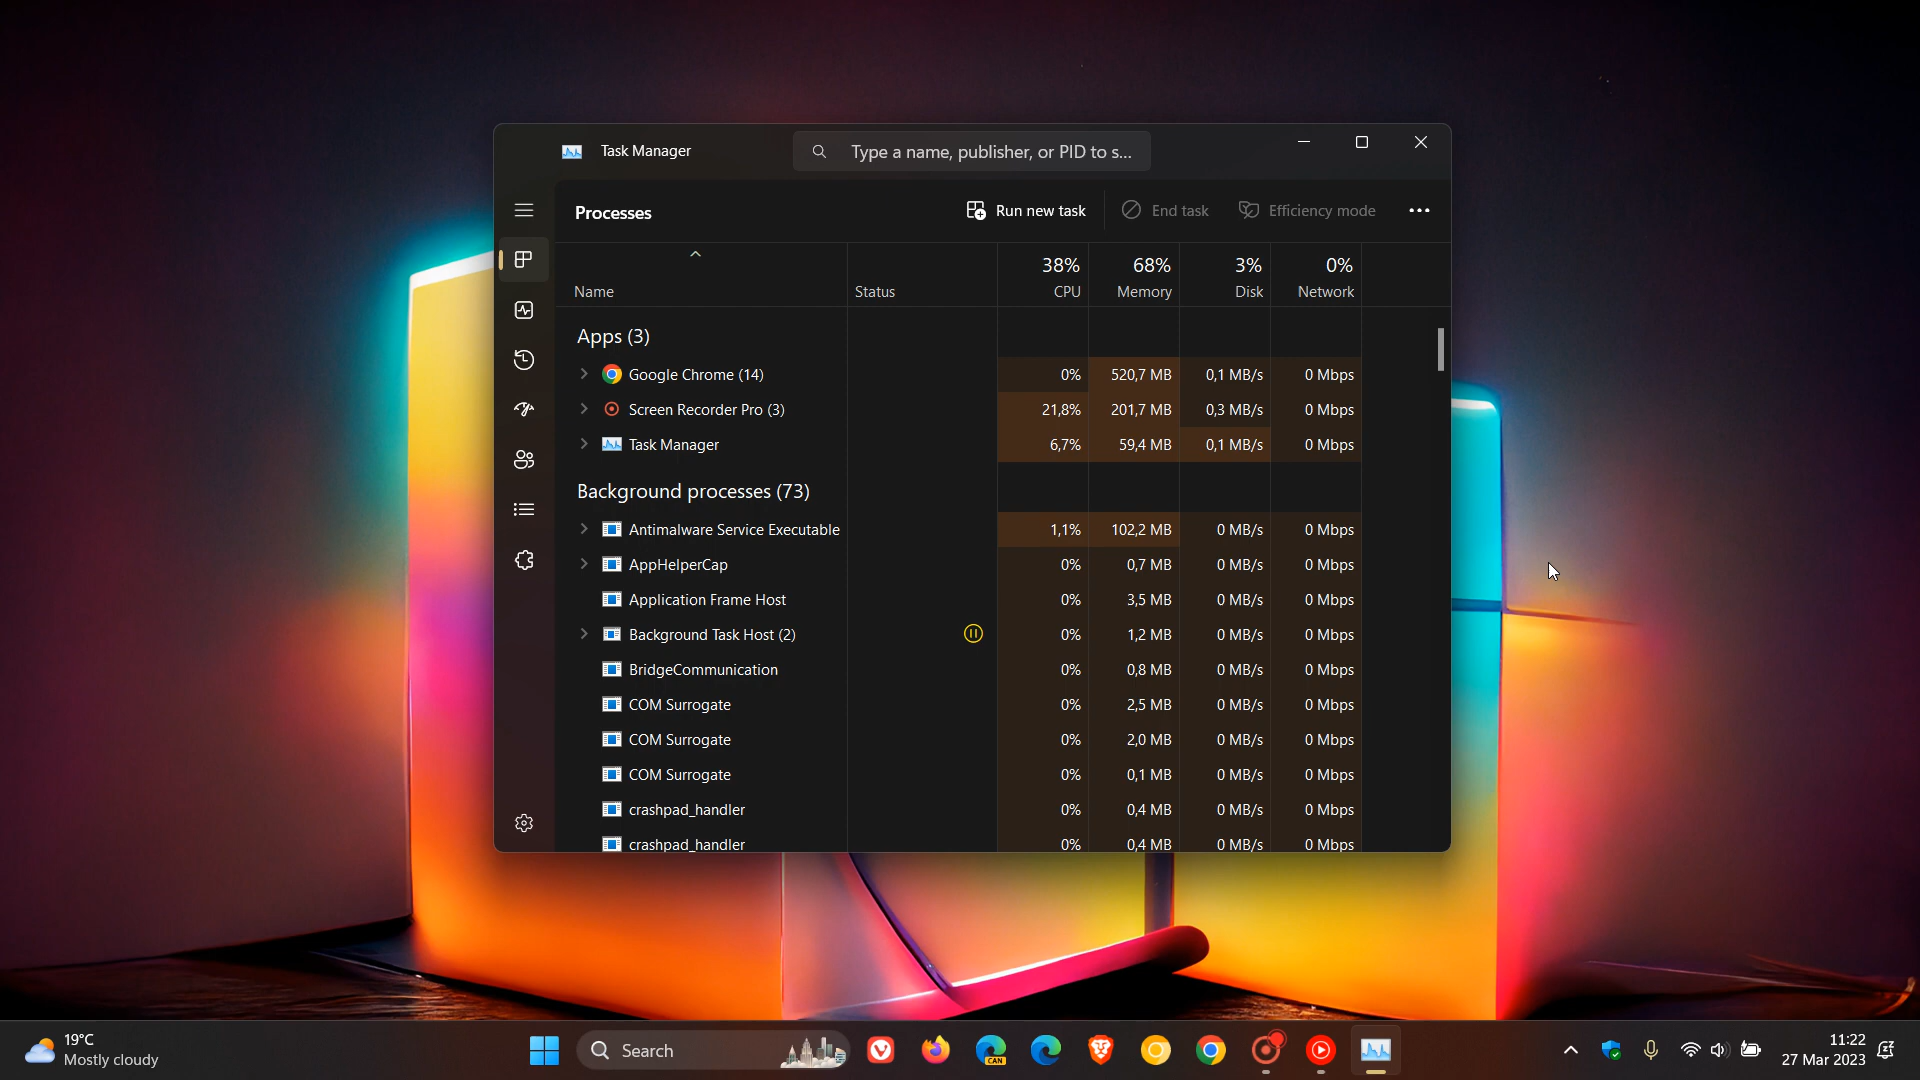 Task Manager
Type a name, publisher, or PID to s...
Processes
Run new task
End task
Efficiency mode
Name Status 38% CPU 68% Memory 3% Disk 0% Network
Apps (3)
Google Chrome (14) 0% 520,7 MB 0,1 MB/s 0 Mbps
Screen Recorder Pro (3) 21,8% 201,7 MB 0,3 MB/s 0 Mbps
Task Manager 6,7% 59,4 MB 0,1 MB/s 0 Mbps
Background processes (73)
Antimalware Service Executable 1,1% 102,2 MB 0 MB/s 0 Mbps
AppHelperCap 0% 0,7 MB 0 MB/s 0 Mbps
Application Frame Host 0% 3,5 MB 0 MB/s 0 Mbps
Background Task Host (2) 0% 1,2 MB 0 MB/s 0 Mbps
BridgeCommunication 0% 0,8 MB 0 MB/s 0 Mbps
COM Surrogate 0% 2,5 MB 0 MB/s 0 Mbps
COM Surrogate 0% 2,0 MB 0 MB/s 0 Mbps
COM Surrogate 0% 0,1 MB 0 MB/s 0 Mbps
crashpad_handler 0% 0,4 MB 0 MB/s 0 Mbps
crashpad_handler 0% 0,4 MB 0 MB/s 0 Mbps
19°C
Mostly cloudy
Search
CAN
11:22
27 Mar 2023